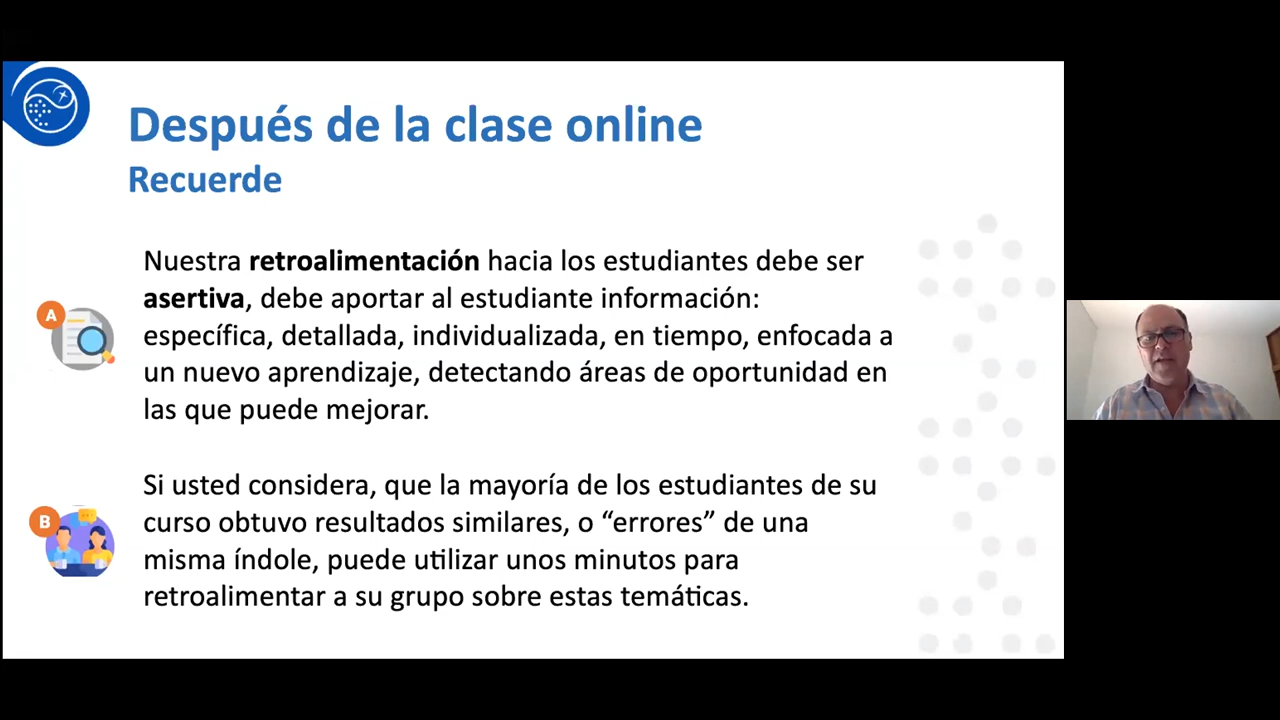 Después de la clase online
Recuerde
Nuestra retroalimentación hacia los estudiantes debe ser
asertiva, debe aportar al estudiante información:
específica, detallada, individualizada, en tiempo, enfocada a
un nuevo aprendizaje, detectando áreas de oportunidad en
las que puede mejorar.
A
Si usted considera, que la mayoría de los estudiantes de su
curso obtuvo resultados similares, o “errores” de una
misma índole, puede utilizar unos minutos para
retroalimentar a su grupo sobre estas temáticas.
B